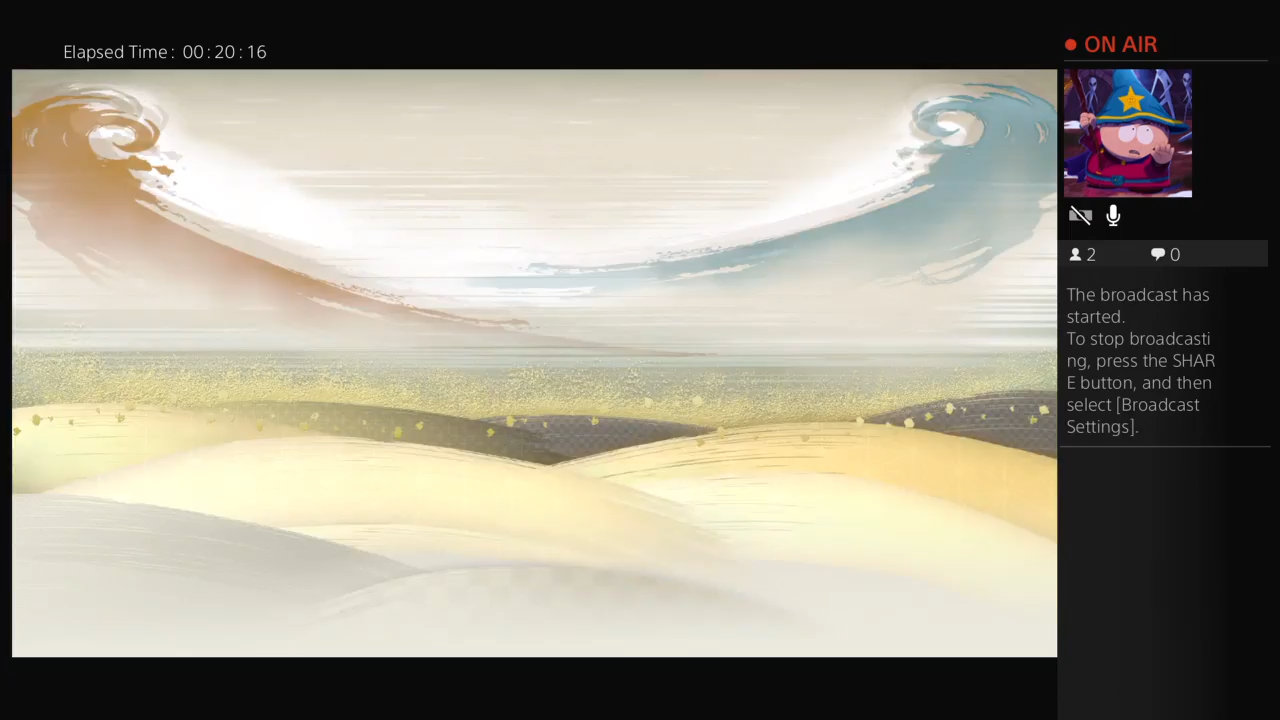 Elapsed Time: 00:20:16
ON AIR
2
0
The broadcast has
started.
To stop broadcasti
ng, press the SHAR
E button, and then
select [Broadcast
Settings].